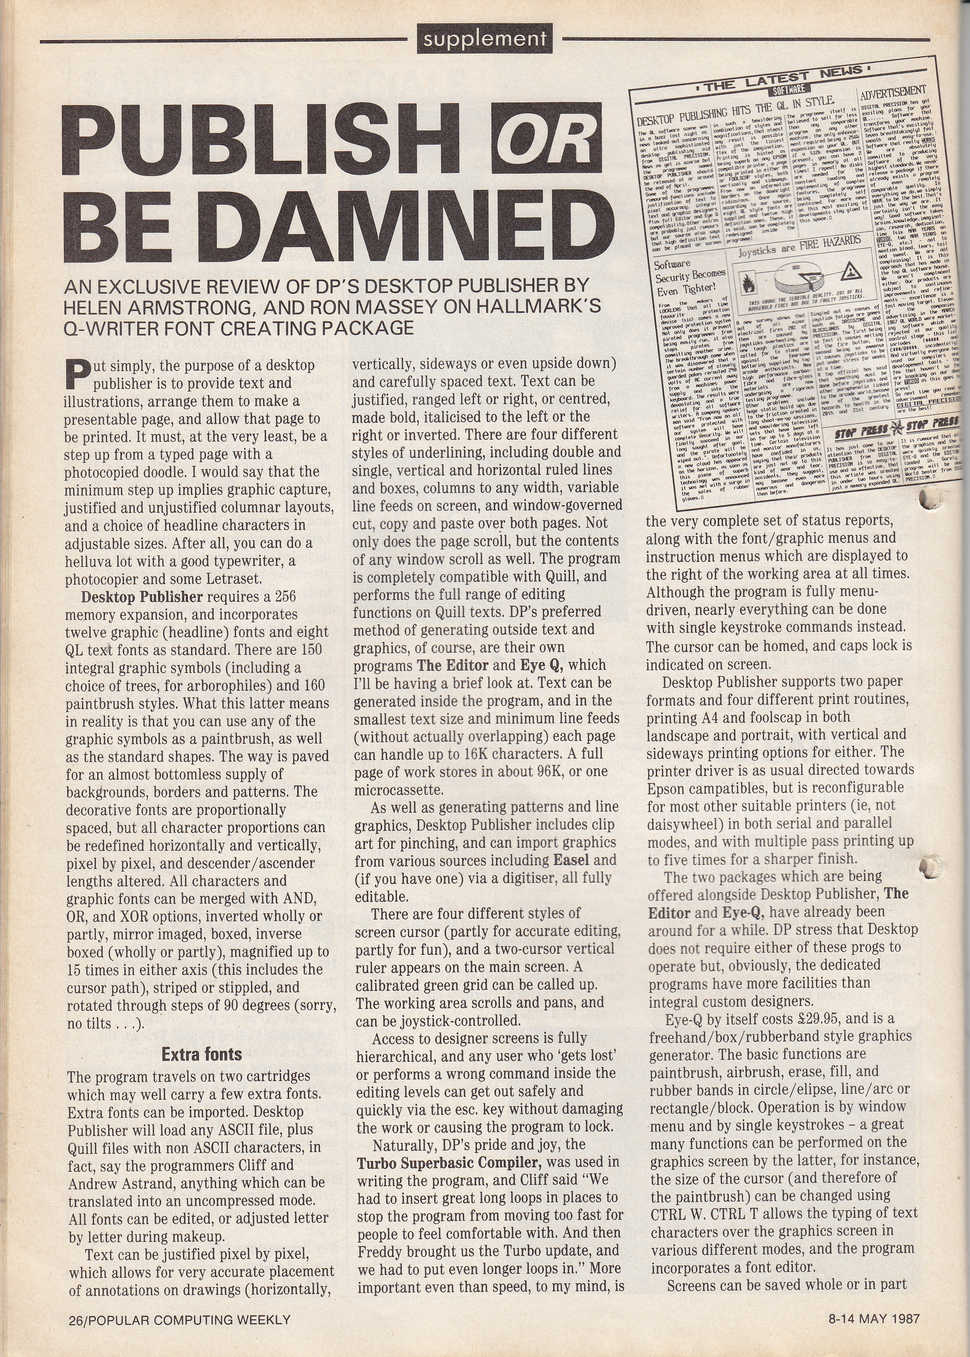 supplement
PUBLISH OR
BE DAMNED
AN EXCLUSIVE REVIEW OF DP'S DESKTOP PUBLISHER BY
HELEN ARMSTRONG, AND RON MASSEY ON HALLMARK'S
Q-WRITER FONT CREATING PACKAGE
Put simply, the purpose of a desktop
publisher is to provide text and
illustrations, arrange them to make a
presentable page, and allow that page to
be printed. It must, at the very least, be a
step up from a typed page with a
photocopied doodle. I would say that the
minimum step up implies graphic capture,
justified and unjustified columnar layouts,
and a choice of headline characters in
adjustable sizes. After all, you can do a
helluva lot with a good typewriter, a
photocopier and some Letraset.
Desktop Publisher requires a 256
memory expansion, and incorporates
twelve graphic (headline) fonts and eight
QL text fonts as standard. There are 150
integral graphic symbols (including a
choice of trees, for arborophiles) and 160
paintbrush styles. What this latter means
in reality is that you can use any of the
graphic symbols as a paintbrush, as well
as the standard shapes. The way is paved
for an almost bottomless supply of
backgrounds, borders and patterns. The
decorative fonts are proportionally
spaced, but all character proportions can
be redefined horizontally and vertically,
pixel by pixel, and descender/ascender
lengths altered. All characters and
graphic fonts can be merged with AND,
OR, and XOR options, inverted wholly or
partly, mirror imaged, boxed, inverse
boxed (wholly or partly), magnified up to
15 times in either axis (this includes the
cursor path), striped or stippled, and
rotated through steps of 90 degrees (sorry,
no tilts . . .).
Extra fonts
The program travels on two cartridges
which may well carry a few extra fonts.
Extra fonts can be imported. Desktop
Publisher will load any ASCII file, plus
Quill files with non ASCII characters, in
fact, say the programmers Cliff and
Andrew Astrand, anything which can be
translated into an uncompressed mode.
All fonts can be edited, or adjusted letter
by letter during makeup.
Text can be justified pixel by pixel,
which allows for very accurate placement
of annotations on drawings (horizontally,
vertically, sideways or even upside down)
and carefully spaced text. Text can be
justified, ranged left or right, or centred,
made bold, italicised to the left or the
right or inverted. There are four different
styles of underlining, including double and
single, vertical and horizontal ruled lines
and boxes, columns to any width, variable
line feeds on screen, and window-governed
cut, copy and paste over both pages. Not
only does the page scroll, but the contents
of any window scroll as well. The program
is completely compatible with Quill, and
performs the full range of editing
functions on Quill texts. DP's preferred
method of generating outside text and
graphics, of course, are their own
programs The Editor and Eye Q, which
I'll be having a brief look at. Text can be
generated inside the program, and in the
smallest text size and minimum line feeds
(without actually overlapping) each page
can handle up to 16K characters. A full
page of work stores in about 96K, or one
microcassette.
As well as generating patterns and line
graphics, Desktop Publisher includes clip
art for pinching, and can import graphics
from various sources including Easel and
(if you have one) via a digitiser, all fully
editable.
There are four different styles of
screen cursor (partly for accurate editing,
partly for fun), and a two-cursor vertical
ruler appears on the main screen. A
calibrated green grid can be called up.
The working area scrolls and pans, and
can be joystick-controlled.
Access to designer screens is fully
hierarchical, and any user who 'gets lost'
or performs a wrong command inside the
editing levels can get out safely and
quickly via the esc. key without damaging
the work or causing the program to lock.
Naturally, DP's pride and joy, the
Turbo Superbasic Compiler, was used in
writing the program, and Cliff said "We
had to insert great long loops in places to
stop the program from moving too fast for
people to feel comfortable with. And then
Freddy brought us the Turbo update, and
we had to put even longer loops in." More
important even than speed, to my mind, is
THE LATEST NEWS
SOFTWARE
DESKTOP PUBLISHING HITS THE QL IN STYLE.
ADVERTISEMENT
Software
Security Becomes
Even Tighter!
Joysticks are FIRE HAZARDS
STOP PRESS STOP PRESS
the very complete set of status reports,
along with the font/graphic menus and
instruction menus which are displayed to
the right of the working area at all times.
Although the program is fully menu-
driven, nearly everything can be done
with single keystroke commands instead.
The cursor can be homed, and caps lock is
indicated on screen.
Desktop Publisher supports two paper
formats and four different print routines,
printing A4 and foolscap in both
landscape and portrait, with vertical and
sideways printing options for either. The
printer driver is as usual directed towards
Epson campatibles, but is reconfigurable
for most other suitable printers (ie, not
daisywheel) in both serial and parallel
modes, and with multiple pass printing up
to five times for a sharper finish.
The two packages which are being
offered alongside Desktop Publisher, The
Editor and Eye-Q, have already been
around for a while. DP stress that Desktop
does not require either of these progs to
operate but, obviously, the dedicated
programs have more facilities than
integral custom designers.
Eye-Q by itself costs £29.95, and is a
freehand/box/rubberband style graphics
generator. The basic functions are
paintbrush, airbrush, erase, fill, and
rubber bands in circle/elipse, line/arc or
rectangle/block. Operation is by window
menu and by single keystrokes – a great
many functions can be performed on the
graphics screen by the latter, for instance,
the size of the cursor (and therefore of
the paintbrush) can be changed using
CTRL W. CTRL T allows the typing of text
characters over the graphics screen in
various different modes, and the program
incorporates a font editor.
Screens can be saved whole or in part
26/POPULAR COMPUTING WEEKLY
8-14 MAY 1987